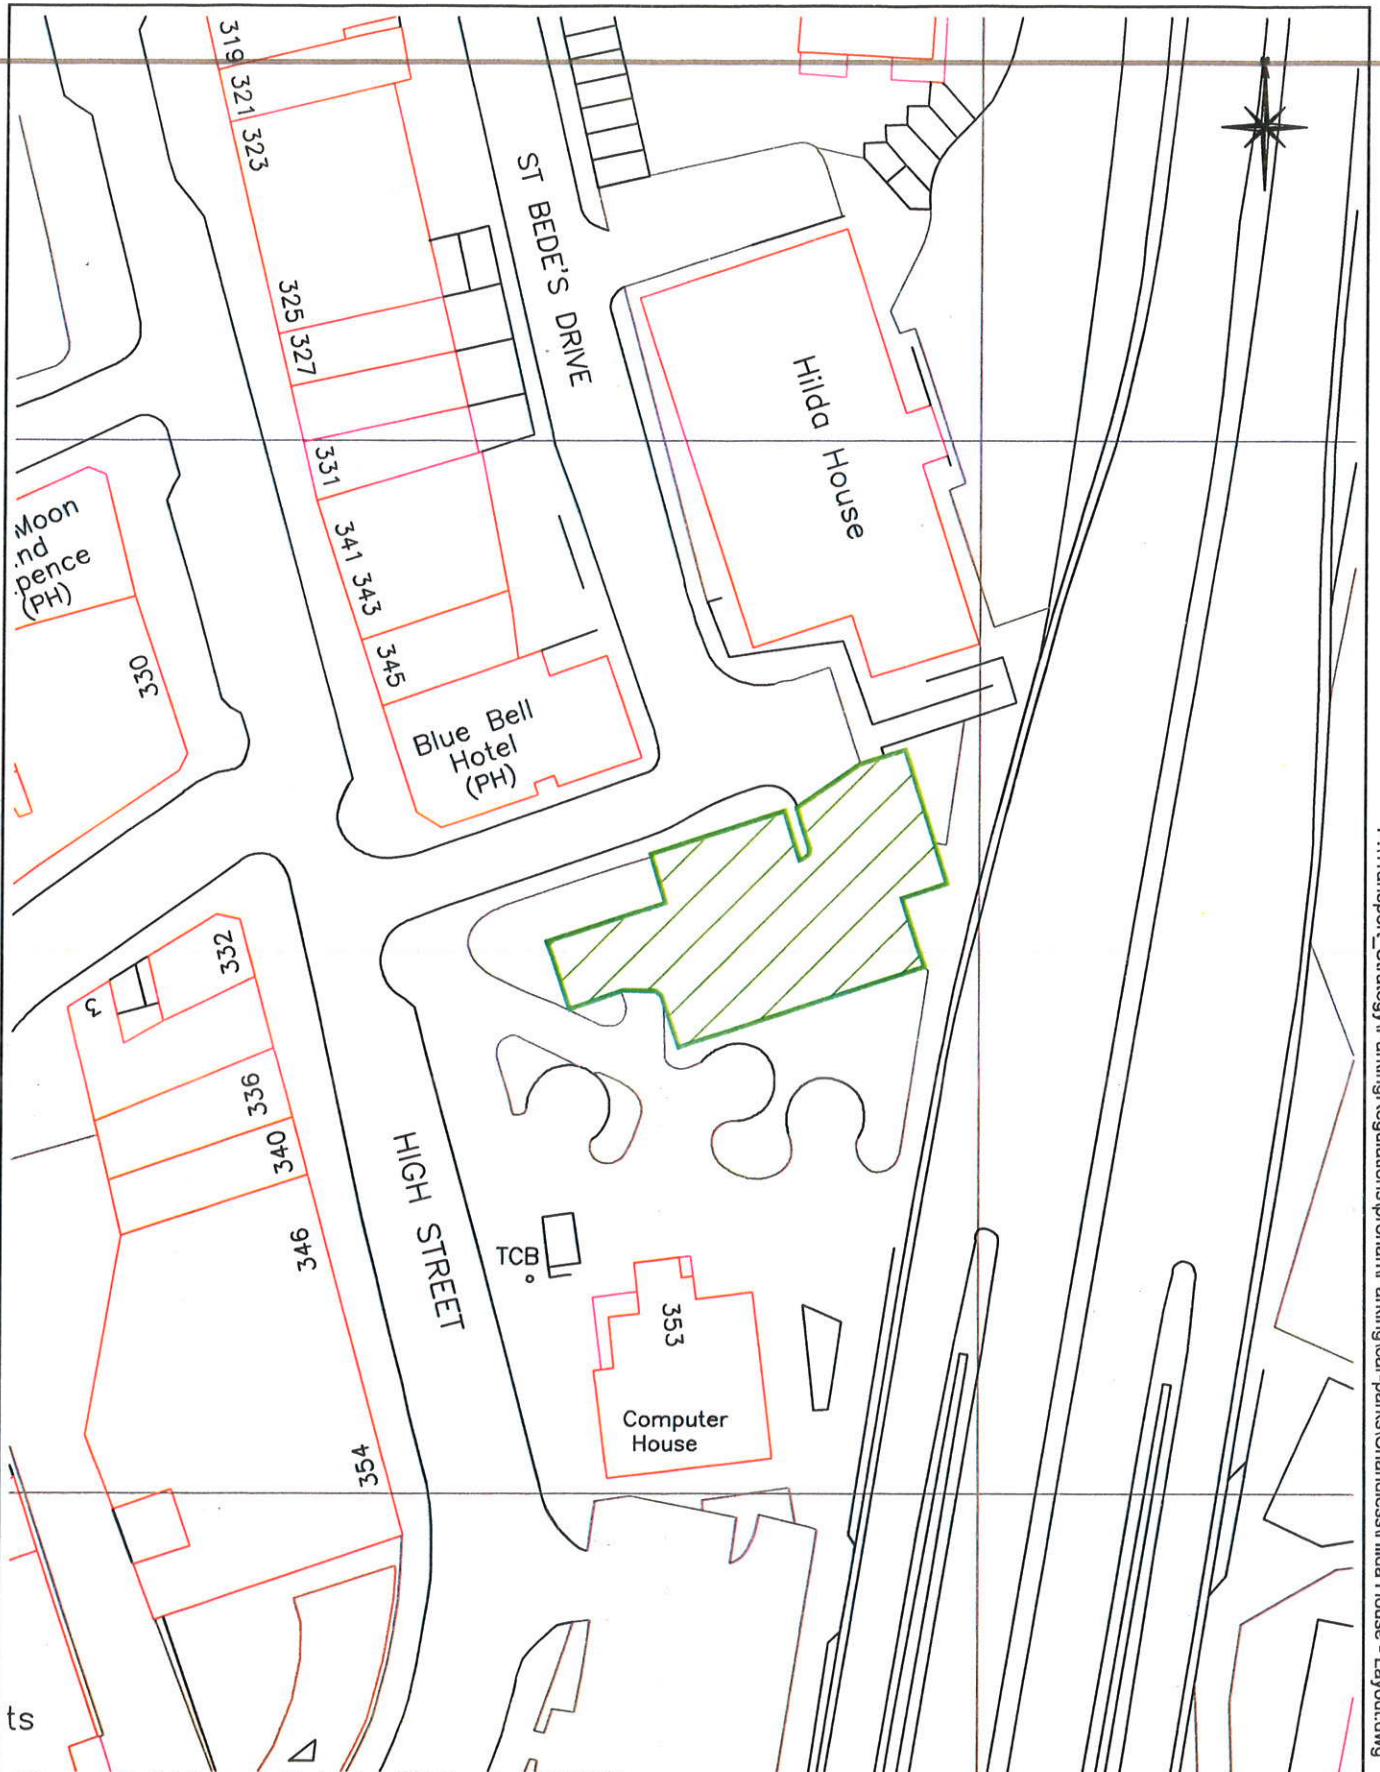 319 321
323
ST BEDE'S DRIVE
325 327
Hilda House
331
Moon
.nd
.pence
(PH)
341 343
345
330
Blue Bell
Hotel
(PH)
332
3
336
340
HIGH STREET
346
TCB
353
Computer
House
354
ts